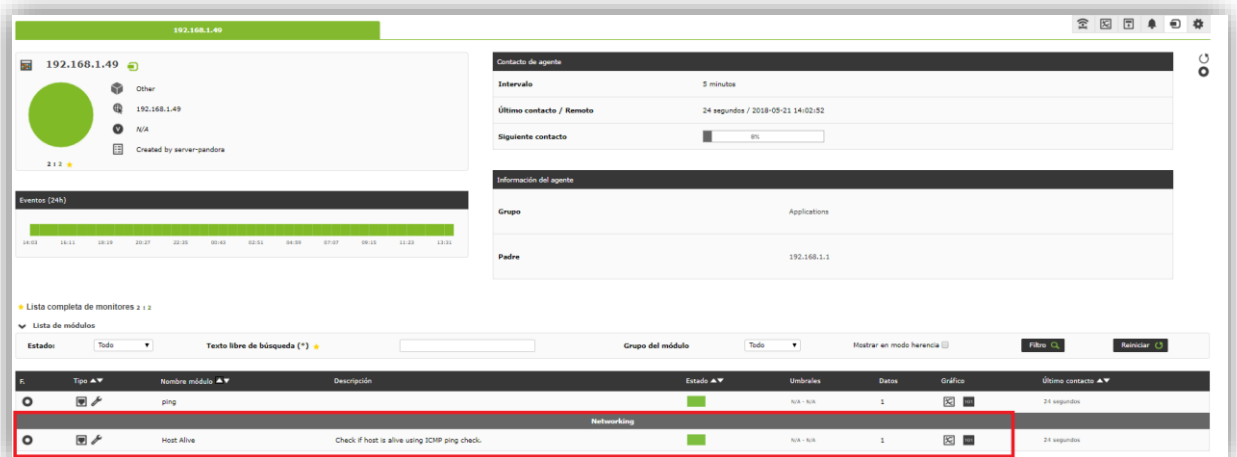 192.168.1.49
192.168.1.49
Other
192.168.1.49
N/A
Created by server-pandora
Eventos (24h)
14:03 16:11 18:19 20:27 22:35 00:43 02:51 04:59 07:07 09:15 11:23 13:31
Contacto de agente
Intervalo 5 minutos
Último contacto / Remoto 24 segundos / 2018-05-21 14:02:52
Siguiente contacto 8%
Información del agente
Grupo Applications
Padre 192.168.1.1
Lista completa de monitores
Lista de módulos
Estado: Todo Texto libre de búsqueda (*) Grupo del módulo Todo Mostrar en modo herencia Filtro Reiniciar
F. Tipo Nombre módulo Descripción Estado Umbrales Datos Gráfico Último contacto
ping N/A - N/A 1 24 segundos
Networking
Host Alive Check if host is alive using ICMP ping check. N/A - N/A 1 24 segundos